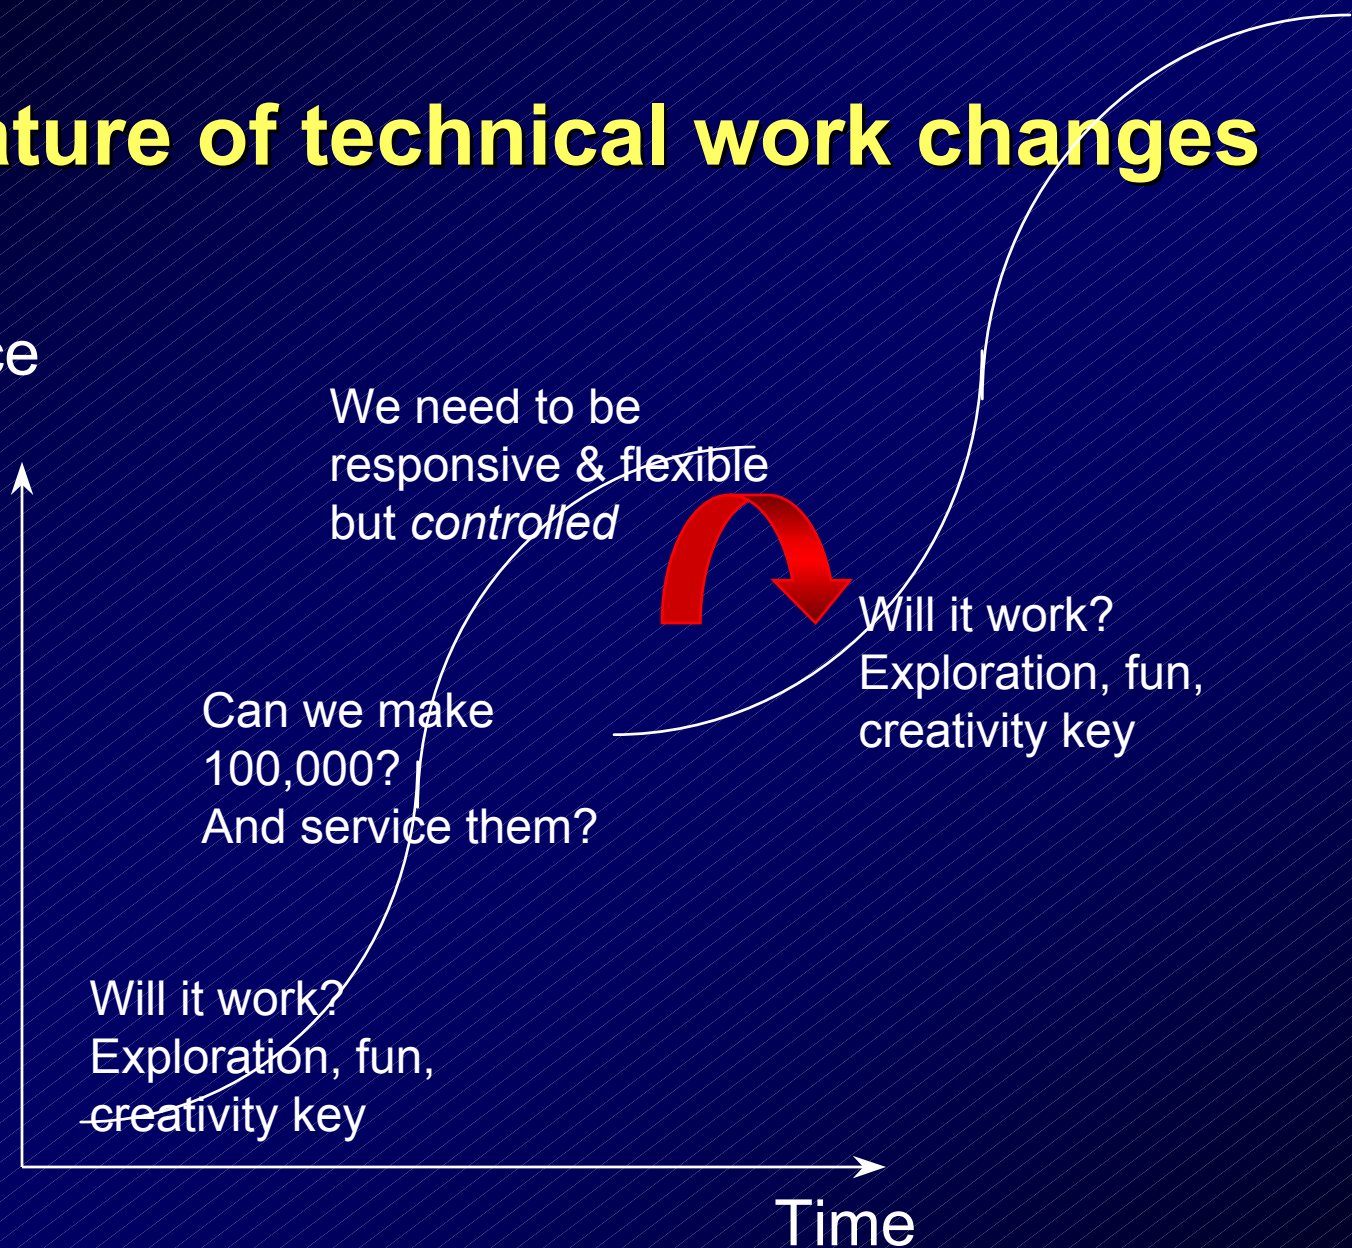 ature of technical work changes
ce
We need to be
responsive & flexible
but controlled
Will it work?
Exploration, fun,
creativity key
Can we make
100,000?
And service them?
Will it work?
Exploration, fun,
creativity key
Time